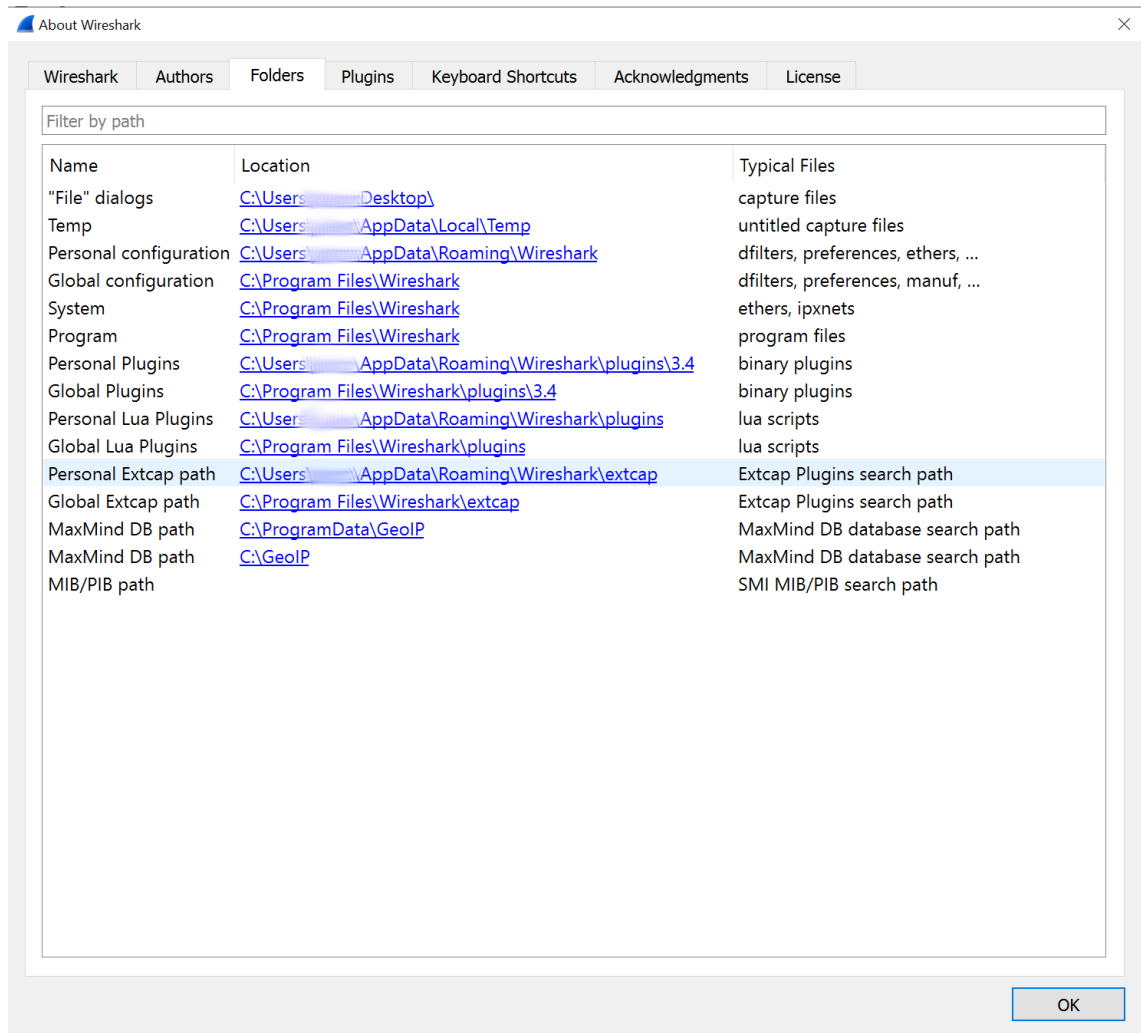 About Wireshark
Wireshark Authors Folders Plugins Keyboard Shortcuts Acknowledgments License
Filter by path
Name Location Typical Files
"File" dialogs C:\Users Desktop\ capture files
Temp C:\Users \AppData\Local\Temp untitled capture files
Personal configuration C:\Users \AppData\Roaming\Wireshark dfilters, preferences, ethers, ...
Global configuration C:\Program Files\Wireshark dfilters, preferences, manuf, ...
System C:\Program Files\Wireshark ethers, ipxnets
Program C:\Program Files\Wireshark program files
Personal Plugins C:\Users \AppData\Roaming\Wireshark\plugins\3.4 binary plugins
Global Plugins C:\Program Files\Wireshark\plugins\3.4 binary plugins
Personal Lua Plugins C:\User \AppData\Roaming\Wireshark\plugins lua scripts
Global Lua Plugins C:\Program Files\Wireshark\plugins lua scripts
Personal Extcap path C:\Users\ \AppData\Roaming\Wireshark\extcap Extcap Plugins search path
Global Extcap path C:\Program Files\Wireshark\extcap Extcap Plugins search path
MaxMind DB path C:\ProgramData\GeoIP MaxMind DB database search path
MaxMind DB path C:\GeoIP MaxMind DB database search path
MIB/PIB path SMI MIB/PIB search path
OK